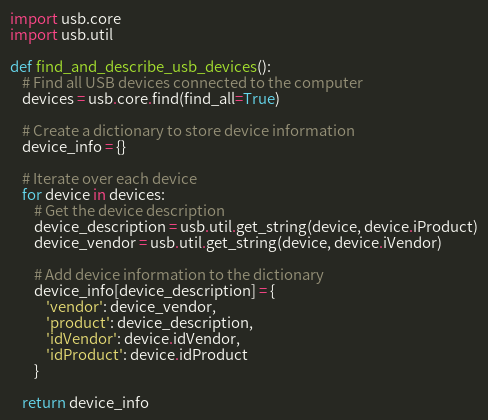 import usb.core
import usb.util

def find_and_describe_usb_devices():
    # Find all USB devices connected to the computer
    devices = usb.core.find(find_all=True)

    # Create a dictionary to store device information
    device_info = {}

    # Iterate over each device
    for device in devices:
        # Get the device description
        device_description = usb.util.get_string(device, device.iProduct)
        device_vendor = usb.util.get_string(device, device.iVendor)

        # Add device information to the dictionary
        device_info[device_description] = {
            'vendor': device_vendor,
            'product': device_description,
            'idVendor': device.idVendor,
            'idProduct': device.idProduct
        }

    return device_info